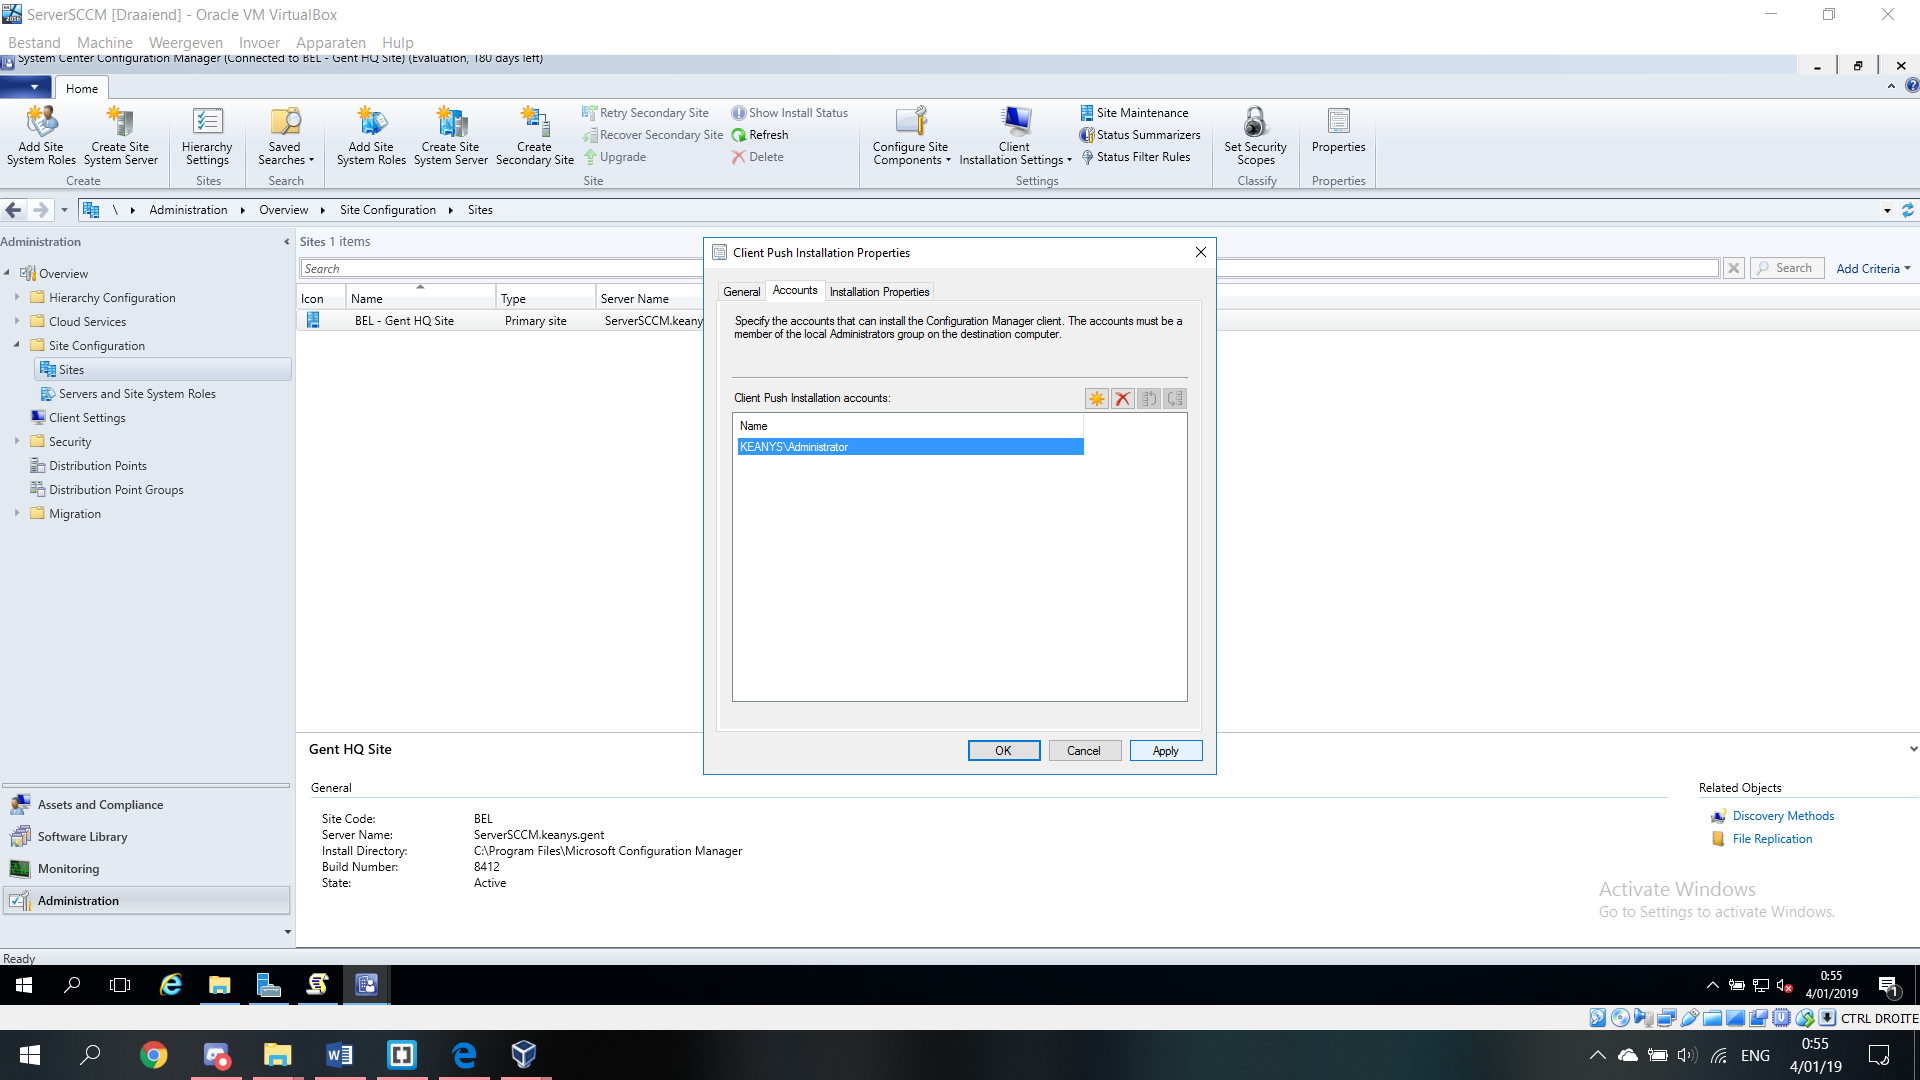 ServerSCCM [Draaiend] - Oracle VM VirtualBox
Bestand Machine Weergeven Invoer Apparaten Hulp
System Center Configuration Manager (Connected to BEL - Gent HQ Site) (Evaluation, 180 days left)
Home
Add Site System Roles
Create Site System Server
Create
Hierarchy Settings
Sites
Saved Searches
Search
Add Site System Roles
Create Site System Server
Create Secondary Site
Retry Secondary Site
Recover Secondary Site
Upgrade
Show Install Status
Refresh
Delete
Site
Configure Site Components
Client Installation Settings
Site Maintenance
Status Summarizers
Status Filter Rules
Settings
Set Security Scopes
Classify
Properties
Properties
\ Administration Overview Site Configuration Sites
Administration
Overview
Hierarchy Configuration
Cloud Services
Site Configuration
Sites
Servers and Site System Roles
Client Settings
Security
Distribution Points
Distribution Point Groups
Migration
Assets and Compliance
Software Library
Monitoring
Administration
Ready
Sites 1 items
Search
Search
Add Criteria
Icon Name Type Server Name
BEL - Gent HQ Site Primary site ServerSCCM.keany
Client Push Installation Properties
General Accounts Installation Properties
Specify the accounts that can install the Configuration Manager client. The accounts must be a
member of the local Administrators group on the destination computer.
Client Push Installation accounts:
Name
KEANYS\Administrator
OK Cancel Apply
Gent HQ Site
General
Site Code: BEL
Server Name: ServerSCCM.keanys.gent
Install Directory: C:\Program Files\Microsoft Configuration Manager
Build Number: 8412
State: Active
Related Objects
Discovery Methods
File Replication
Activate Windows
Go to Settings to activate Windows.
0:55
4/01/2019
1
CTRL DROITE
ENG
0:55
4/01/19